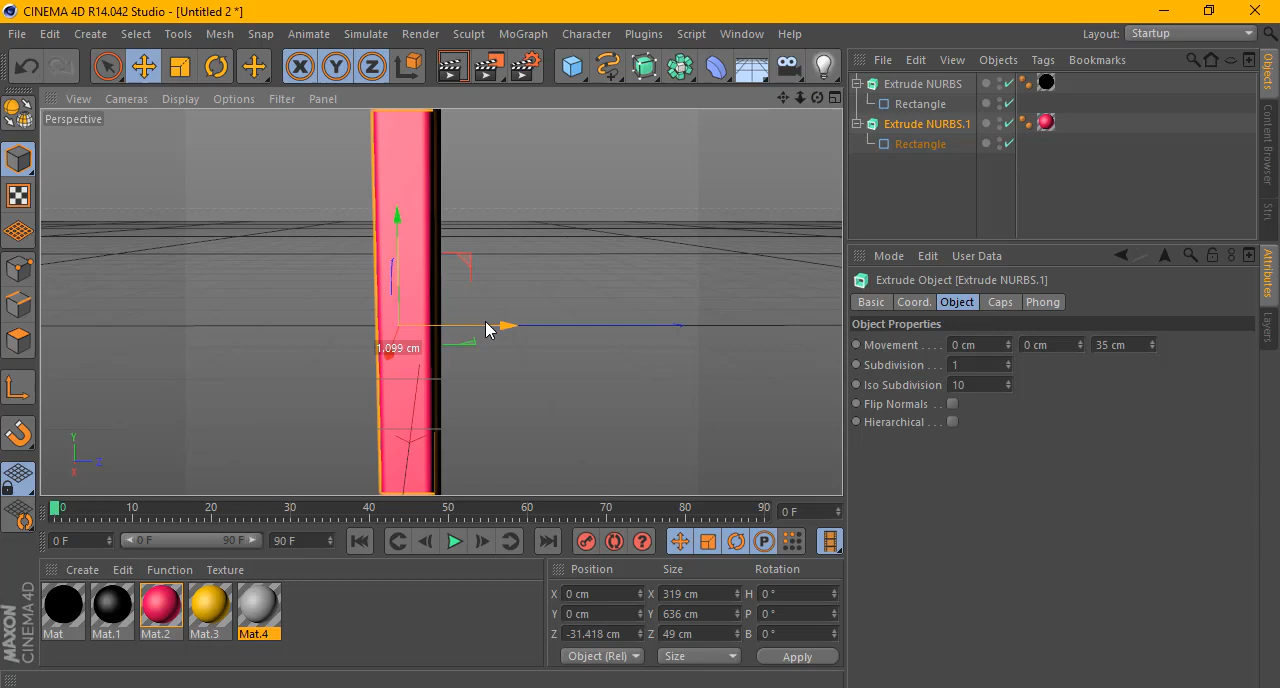 CINEMA 4D R14.042 Studio - [Untitled 2 *]
File Edit Create Select Tools Mesh Snap Animate Simulate Render Sculpt MoGraph Character Plugins Script Window Help Layout: Startup
View Cameras Display Options Filter Panel
Perspective
1.099 cm
Y
Z
X
File Edit View Objects Tags Bookmarks
Extrude NURBS
Rectangle
Extrude NURBS.1
Rectangle
Objects
Content Browser
Mode Edit User Data
Extrude Object [Extrude NURBS.1]
Basic Coord. Object Caps Phong
Object Properties
Movement . . . . 0 cm 0 cm 35 cm
Subdivision . . . 1
Iso Subdivision 10
Flip Normals . .
Hierarchical . . .
Attributes
Layers
0 10 20 30 40 50 60 70 80 90 0 F
0 F 0 F 90 F 90 F
Create Edit Function Texture
Mat Mat.1 Mat.2 Mat.3 Mat.4
Position Size Rotation
X 0 cm X 319 cm H 0 °
Y 0 cm Y 636 cm P 0 °
Z -31.418 cm Z 49 cm B 0 °
Object (Rel) Size Apply
MAXON
CINEMA 4D